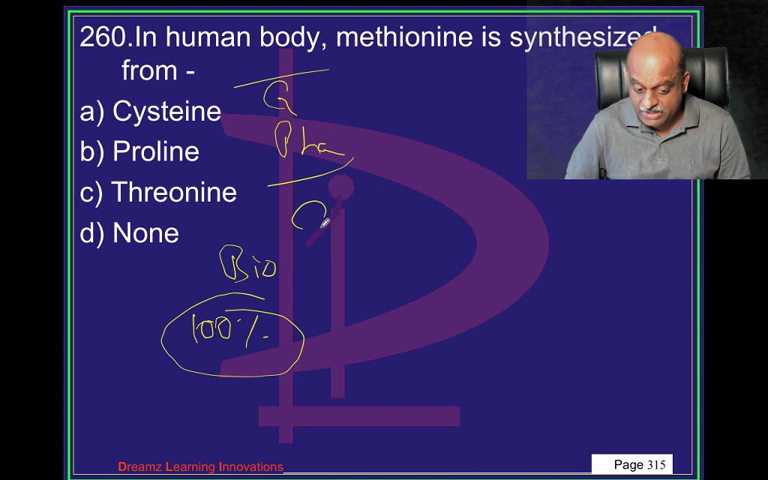 260.In human body, methionine is synthesized
from -
a) Cysteine
b) Proline
c) Threonine
d) None
Bio
100%
Dreamz Learning Innovations
Page 315